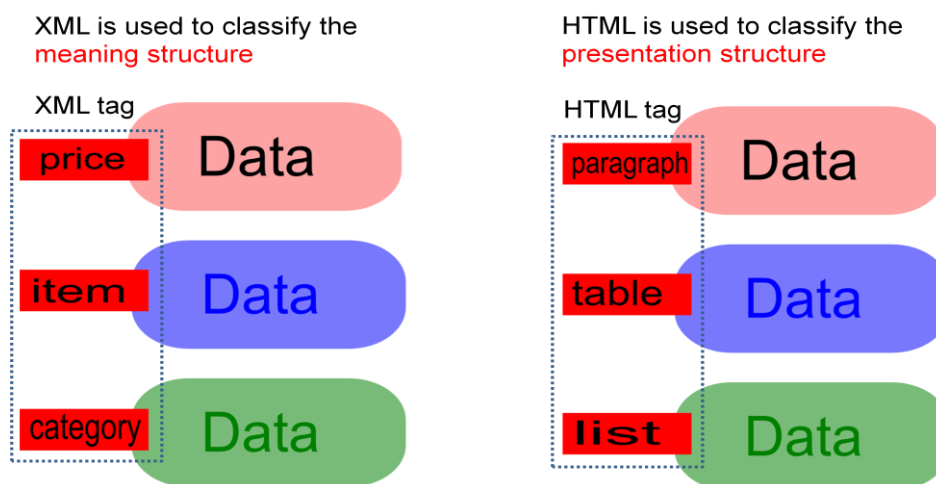 XML is used to classify the
meaning structure
XML tag
price
Data
item
Data
category
Data
HTML is used to classify the
presentation structure
HTML tag
paragraph
Data
table
Data
list
Data